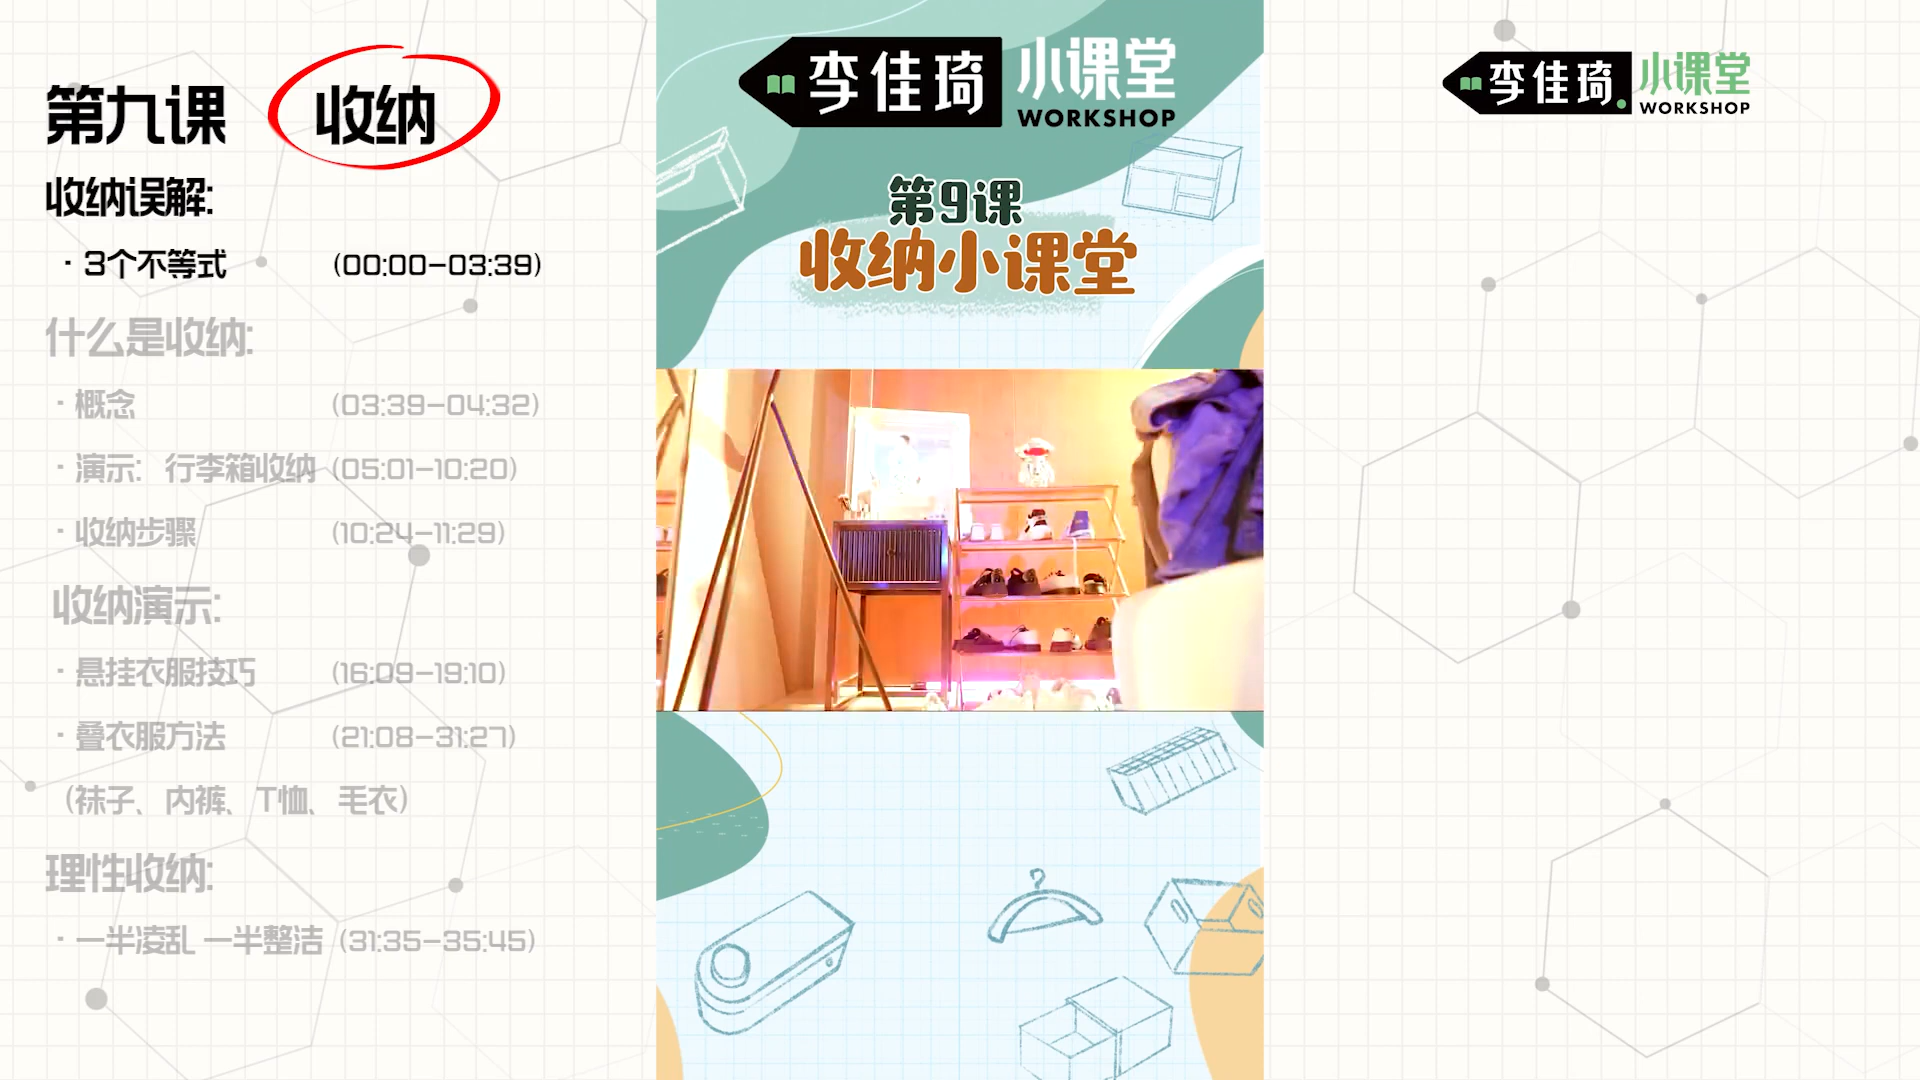 第九课 收纳
收纳误解:
· 3个不等式 (00:00-03:39)
什么是收纳:
· 概念 (03:39-04:32)
· 演示: 行李箱收纳 (05:01-10:20)
· 收纳步骤 (10:24-11:29)
收纳演示:
· 悬挂衣服技巧 (16:09-19:10)
· 叠衣服方法 (21:08-31:27)
(袜子、内裤、T恤、毛衣)
理性收纳:
· 一半凌乱 一半整洁 (31:35-35:45)
李佳琦 小课堂
WORKSHOP
第9课
收纳小课堂
李佳琦 小课堂
WORKSHOP